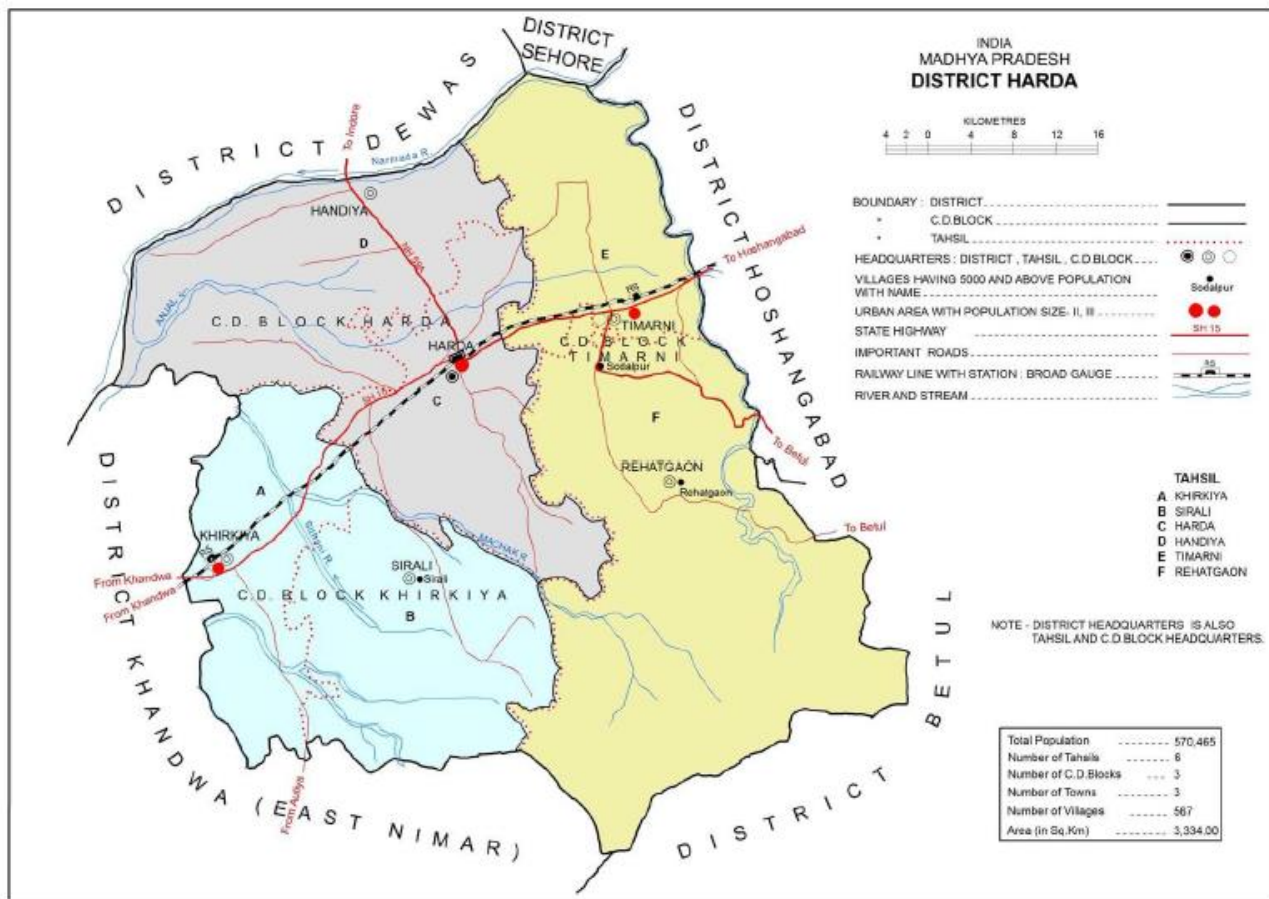 INDIA
MADHYA PRADESH
DISTRICT HARDA
KILOMETRES
4 2 0 4 8 12 16
BOUNDARY : DISTRICT
" C.D.BLOCK
" TAHSIL
HEADQUARTERS : DISTRICT , TAHSIL , C.D.BLOCK
VILLAGES HAVING 5000 AND ABOVE POPULATION
WITH NAME
Sodalpur
URBAN AREA WITH POPULATION SIZE- II, III
STATE HIGHWAY
SH 15
IMPORTANT ROADS
RAILWAY LINE WITH STATION : BROAD GAUGE
RS
RIVER AND STREAM
TAHSIL
A KHIRKIYA
B SIRALI
C HARDA
D HANDIYA
E TIMARNI
F REHATGAON
NOTE - DISTRICT HEADQUARTERS IS ALSO
TAHSIL AND C.D.BLOCK HEADQUARTERS.
Total Population 570,465
Number of Tahsils 6
Number of C.D.Blocks 3
Number of Towns 3
Number of Villages 567
Area (in Sq.Km) 3,334.00
DISTRICT
SEHORE
DISTRICT DEWAS
DISTRICT HOSHANGABAD
DISTRICT BETUL
DISTRICT KHANDWA (EAST NIMAR)
To Indore
Narmada R.
HANDIYA
D
NH 59A
E
To Hoshangabad
RS
ANJAL
C.D. BLOCK HARDA
TIMARNI
C.D. BLOCK
TIMARNI
HARDA
Sodalpur
C
SH 15
F
To Betul
REHATGAON
Rehatgaon
To Betul
A
KHIRKIYA
RS
MACHAK R.
SIRALI
Sirali
From Khandwa
From Khandwa
C.D. BLOCK KHIRKIYA
B